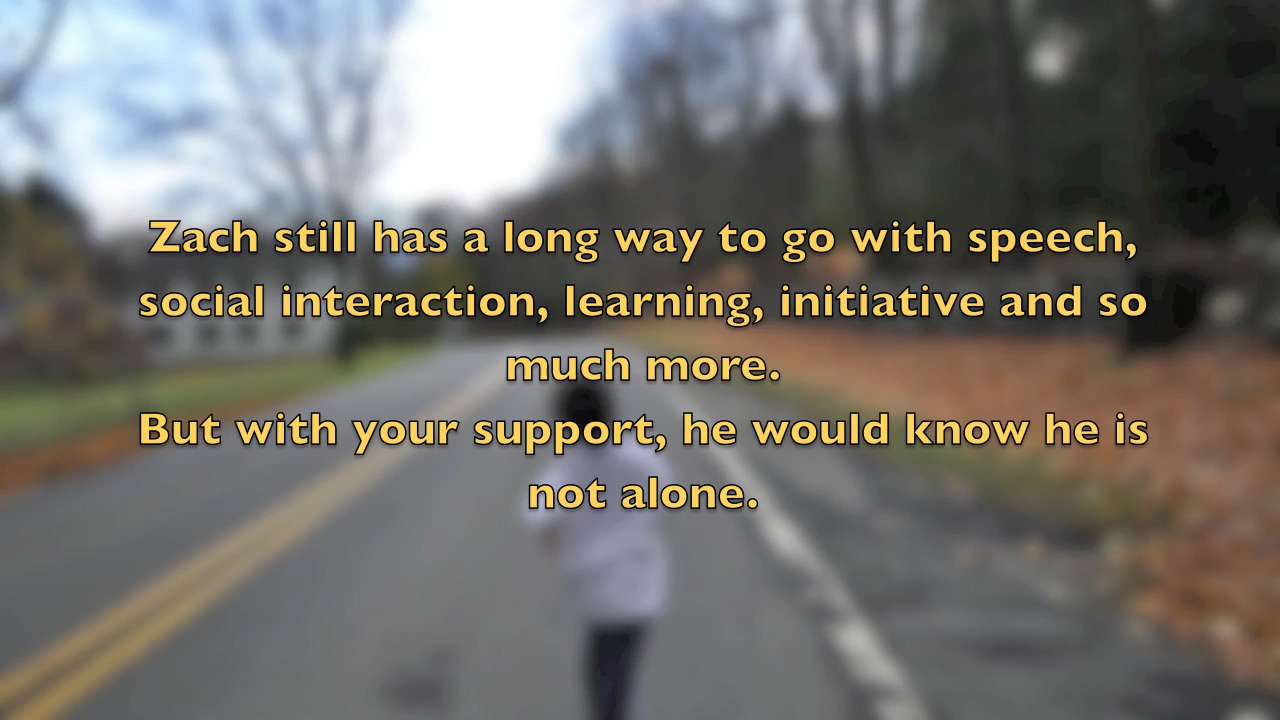 Zach still has a long way to go with speech,
social interaction, learning, initiative and so
much more.
But with your support, he would know he is
not alone.